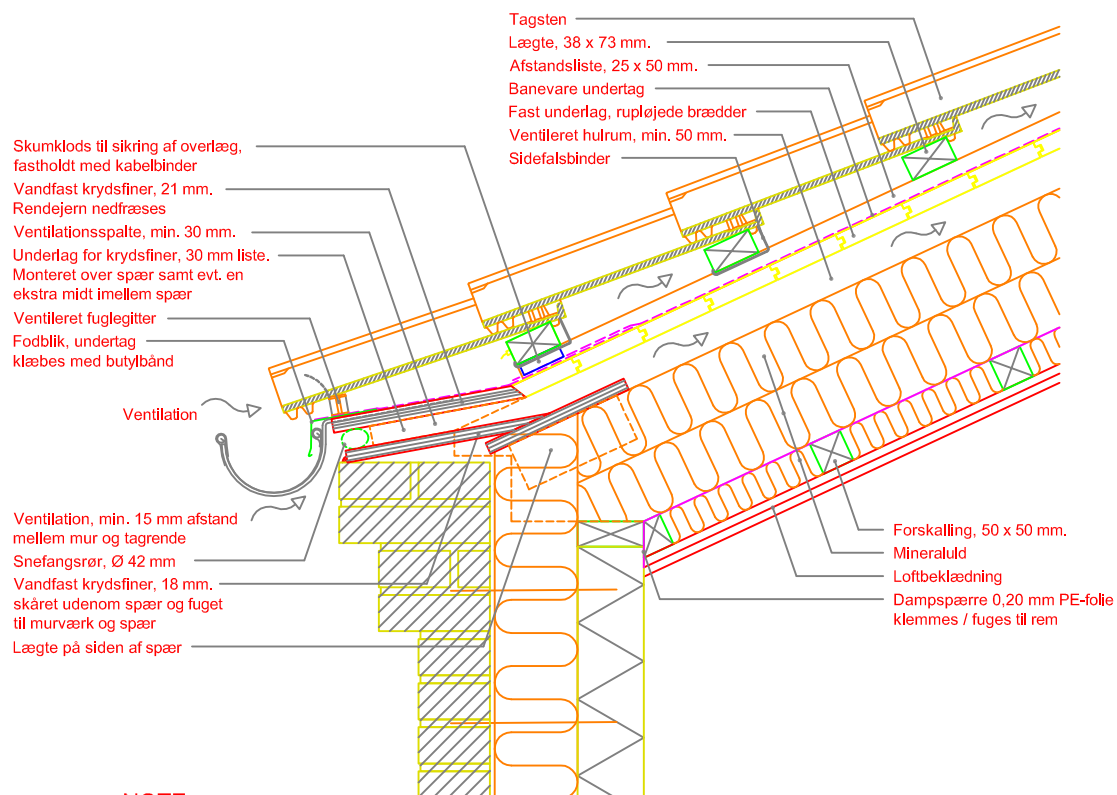 Tagsten
Lægte, 38 x 73 mm.
Afstandsliste, 25 x 50 mm.
Banevare undertag
Fast underlag, rupløjede brædder
Ventileret hulrum, min. 50 mm.
Sidefalsbinder
Skumklods til sikring af overlæg,
fastholdt med kabelbinder
Vandfast krydsfiner, 21 mm.
Rendejern nedfræses
Ventilationsspalte, min. 30 mm.
Underlag for krydsfiner, 30 mm liste.
Monteret over spær samt evt. en
ekstra midt imellem spær
Ventileret fuglegitter
Fodblik, undertag
klæbes med butylbånd
Ventilation
Ventilation, min. 15 mm afstand
mellem mur og tagrende
Snefangsrør, Ø 42 mm
Vandfast krydsfiner, 18 mm.
skåret udenom spær og fuget
til murværk og spær
Lægte på siden af spær
Forskalling, 50 x 50 mm.
Mineraluld
Loftbeklædning
Dampspærre 0,20 mm PE-folie
klemmes / fuges til rem